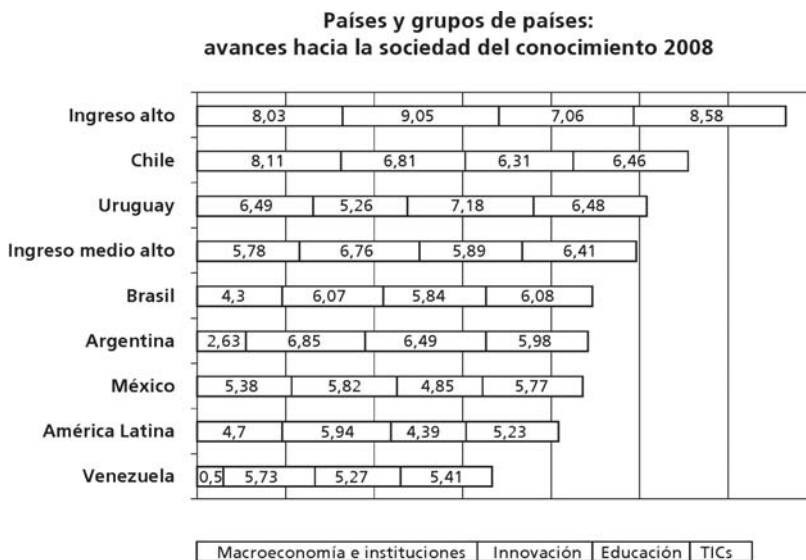 Países y grupos de países:
avances hacia la sociedad del conocimiento 2008
Ingreso alto 8,03 9,05 7,06 8,58
Chile 8,11 6,81 6,31 6,46
Uruguay 6,49 5,26 7,18 6,48
Ingreso medio alto 5,78 6,76 5,89 6,41
Brasil 4,3 6,07 5,84 6,08
Argentina 2,63 6,85 6,49 5,98
México 5,38 5,82 4,85 5,77
América Latina 4,7 5,94 4,39 5,23
Venezuela 0,5 5,73 5,27 5,41
Macroeconomía e instituciones Innovación Educación TICs